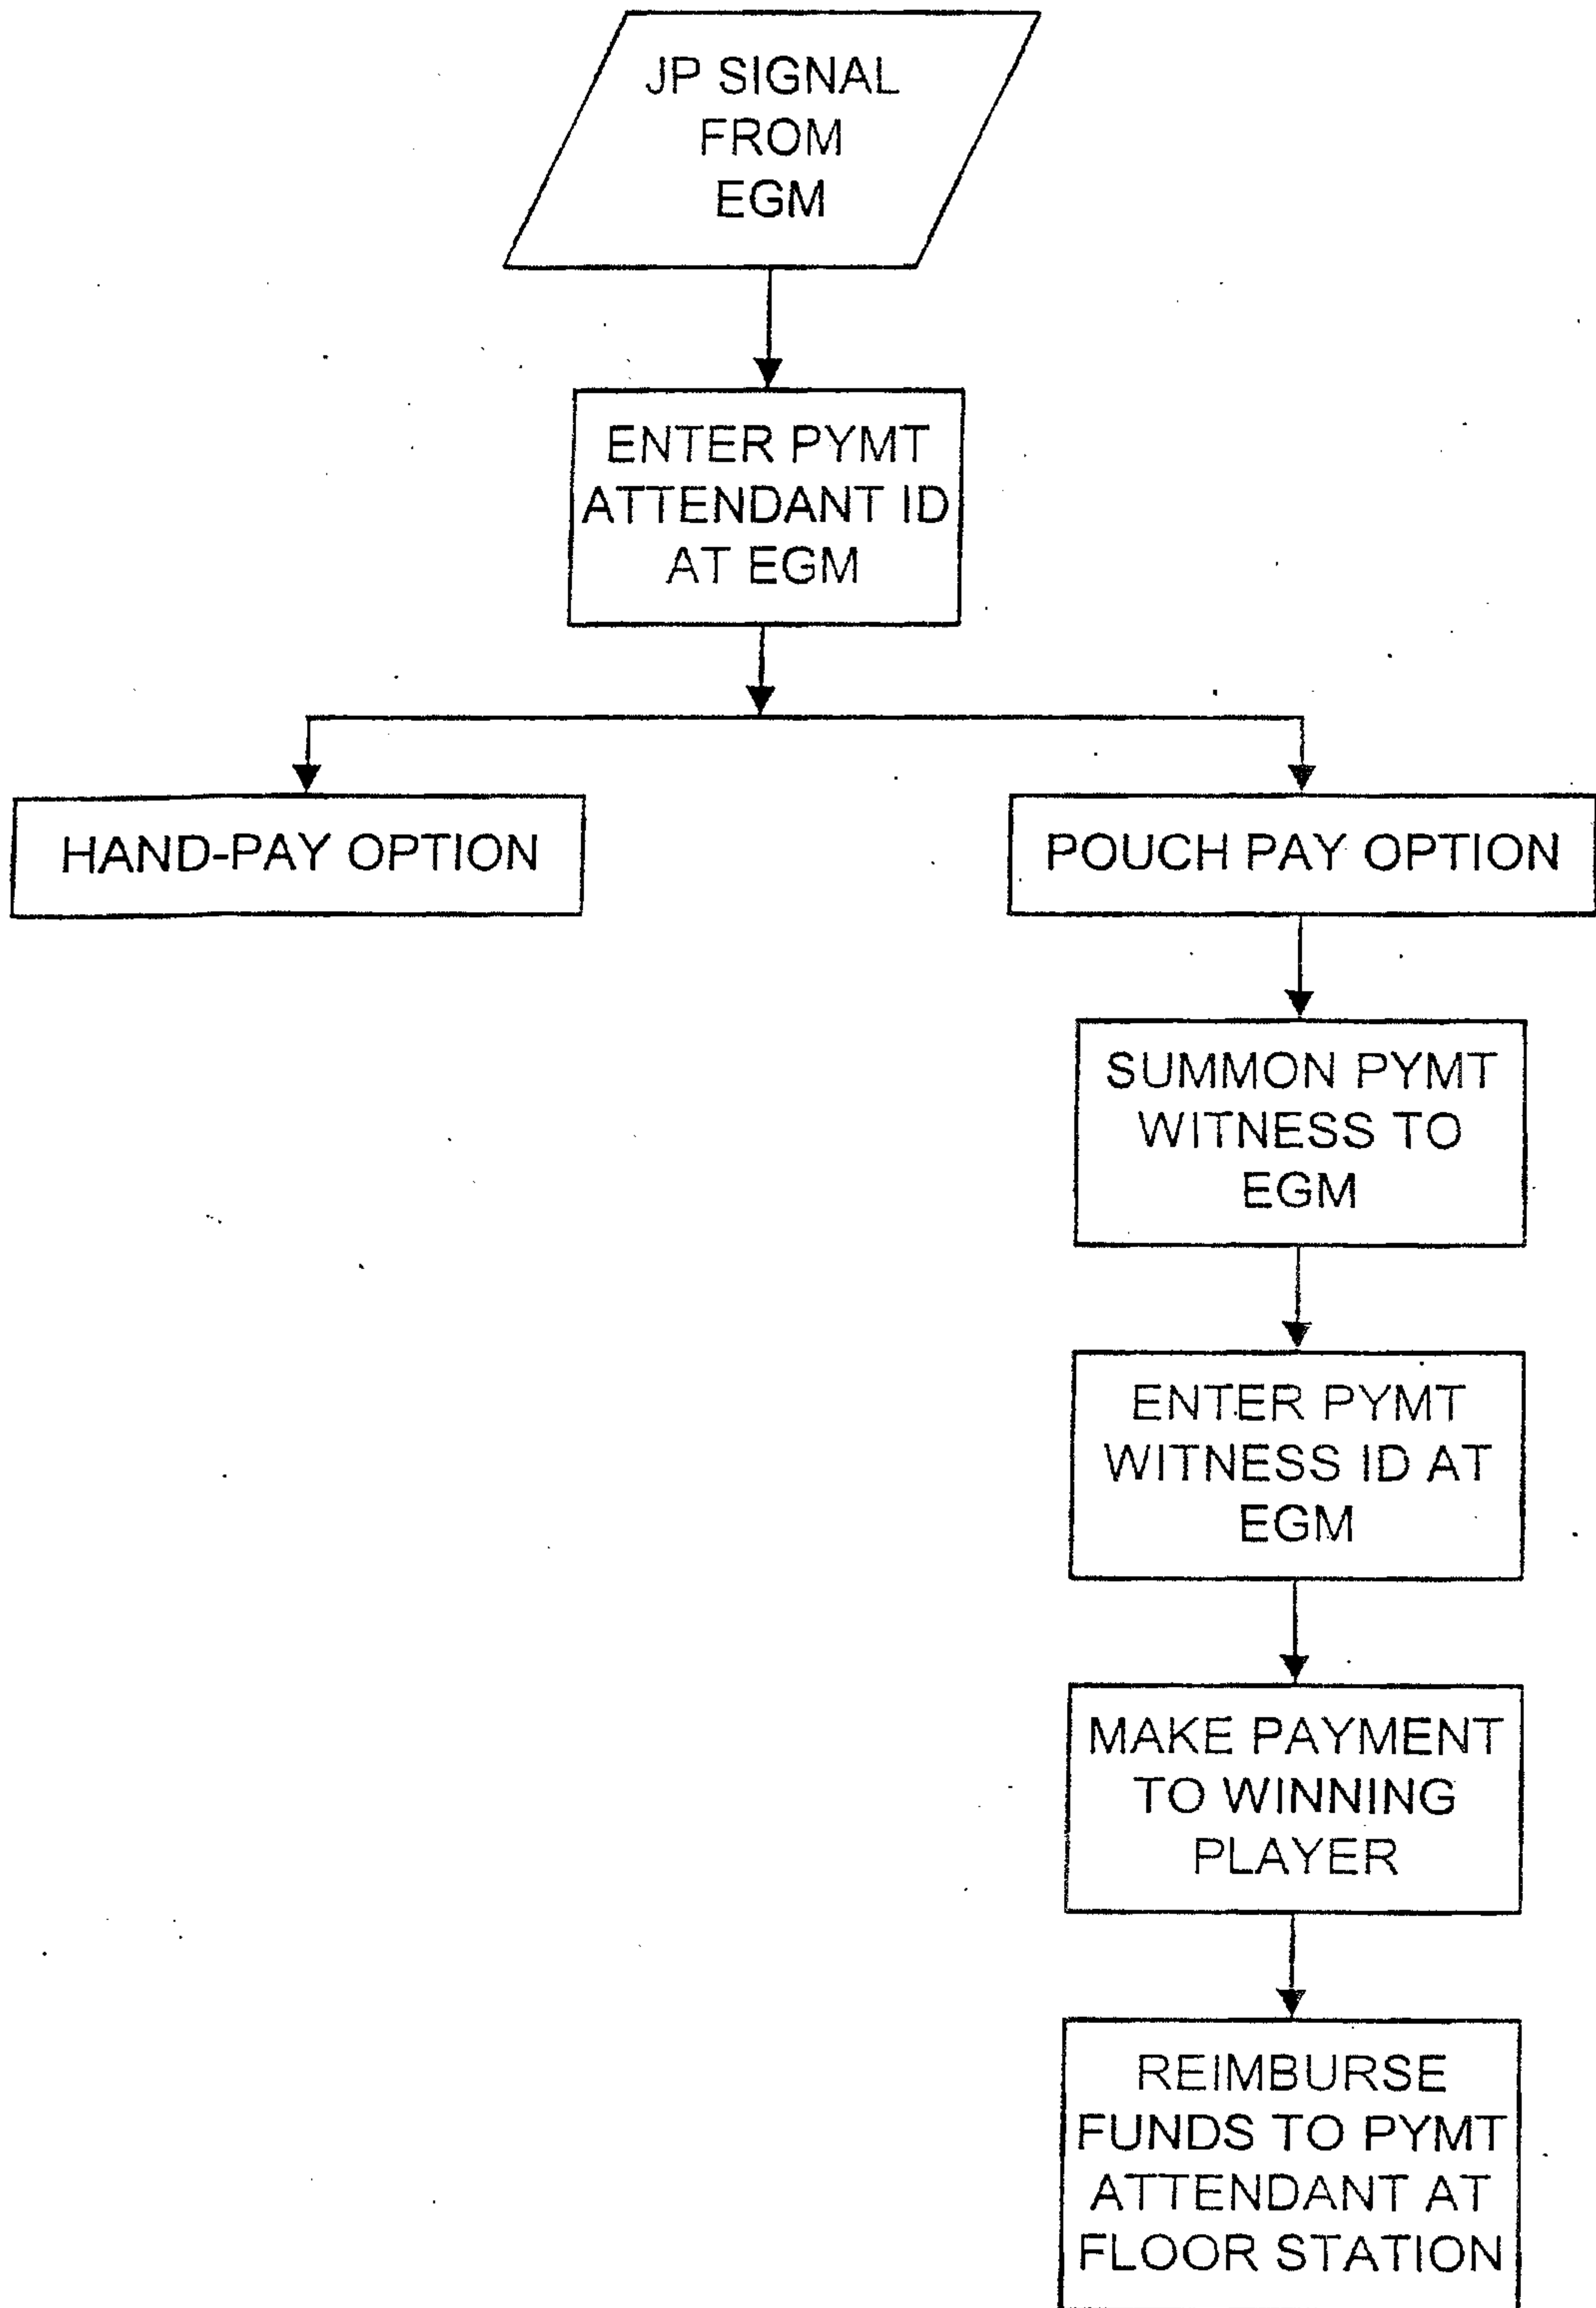 JP SIGNAL
FROM
EGM
ENTER PYMT
ATTENDANT ID
AT EGM
HAND-PAY OPTION
POUCH PAY OPTION
SUMMON PYMT
WITNESS TO
EGM
ENTER PYMT
WITNESS ID AT
EGM
MAKE PAYMENT
TO WINNING
PLAYER
REIMBURSE
FUNDS TO PYMT
ATTENDANT AT
FLOOR STATION